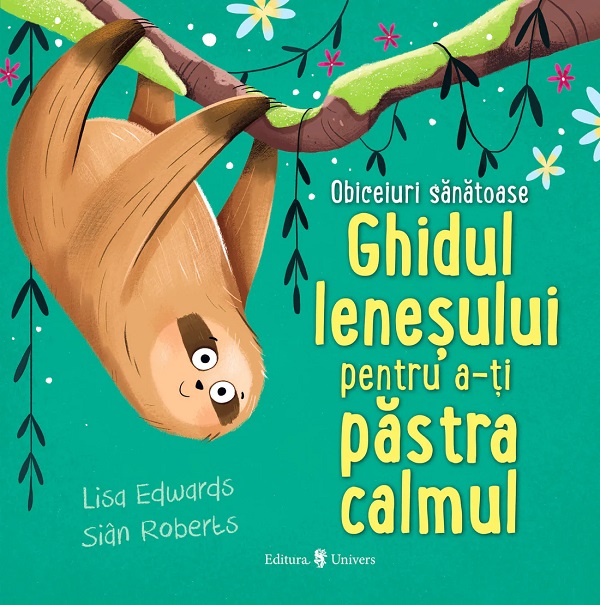 Obiceiuri sănătoase
Ghidul
leneșului
pentru a-ți
păstra
calmul
Lisa Edwards
Siân Roberts
Editura Univers